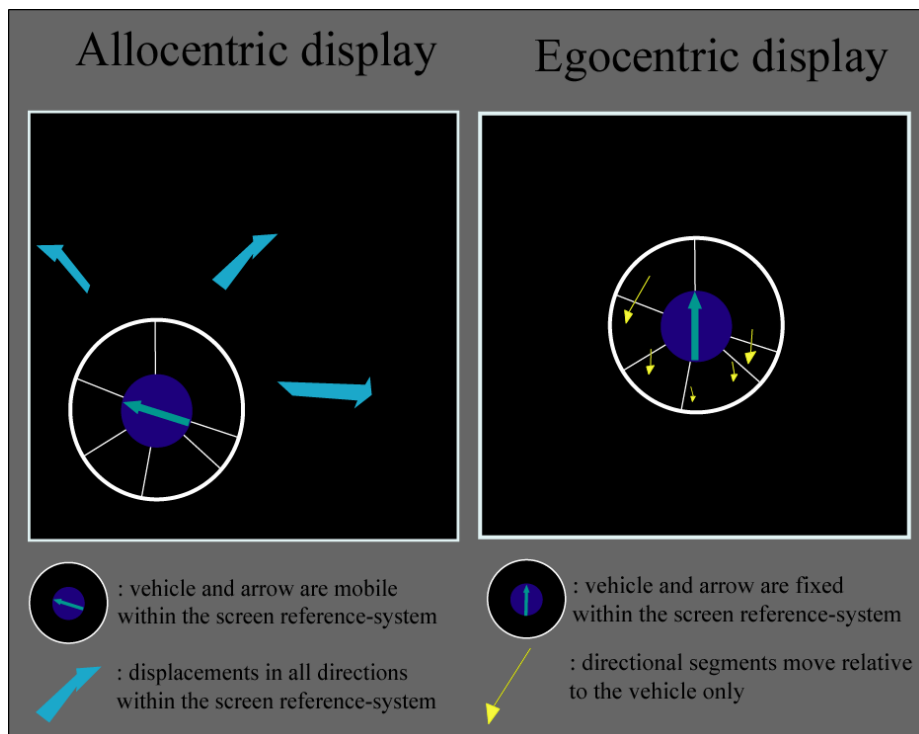 Allocentric display
Egocentric display
: vehicle and arrow are mobile
within the screen reference-system
: displacements in all directions
within the screen reference-system
: vehicle and arrow are fixed
within the screen reference-system
: directional segments move relative
to the vehicle only